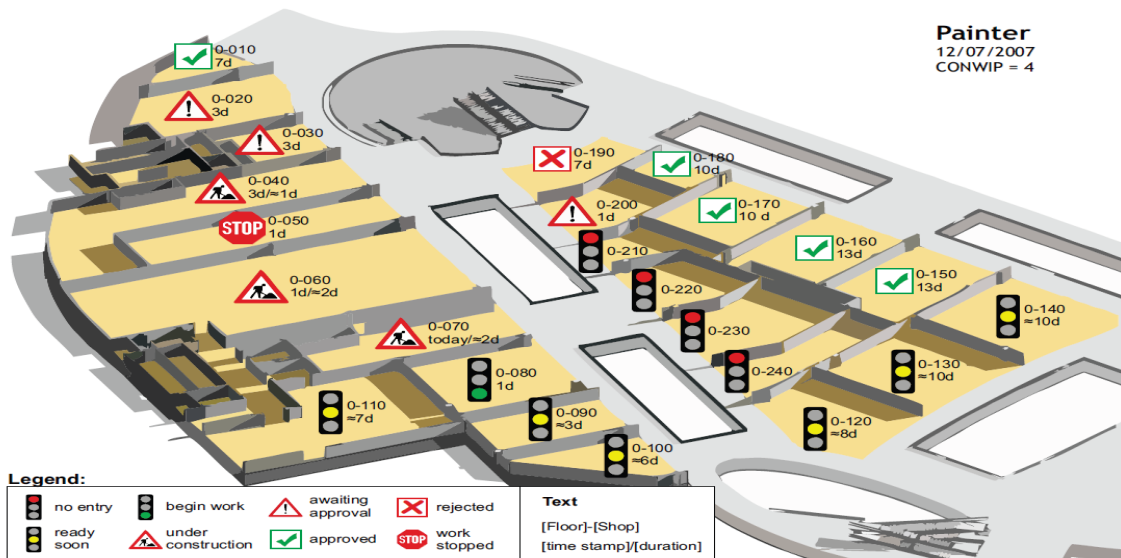 Painter
12/07/2007
CONWIP = 4
0-010
7d
0-020
3d
0-030
3d
0-040
3d/≈1d
STOP
0-050
1d
0-060
1d/≈2d
0-070
today/≈2d
0-080
1d
0-090
≈3d
0-100
≈6d
0-110
≈7d
0-190
7d
0-180
10d
0-200
1d
0-170
10 d
0-210
0-160
13d
0-220
0-150
13d
0-230
0-140
≈10d
0-240
0-130
≈10d
0-120
≈8d
Legend:
no entry
begin work
awaiting
approval
rejected
ready
soon
under
construction
approved
STOP
work
stopped
Text
[Floor]-[Shop]
[time stamp]/[duration]